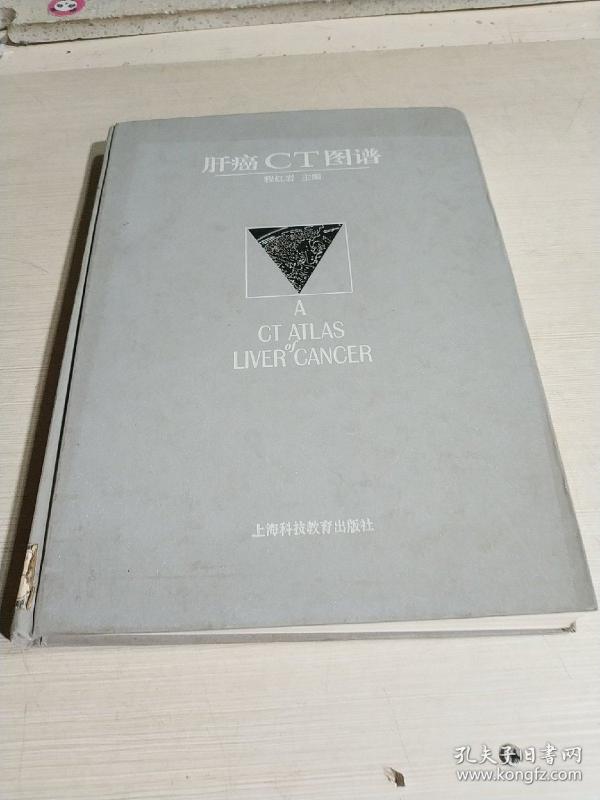 肝癌CT图谱
程红岩 主编
A
CT ATLAS
of
LIVER CANCER
上海科技教育出版社
孔夫子旧书网
www.kongfz.com